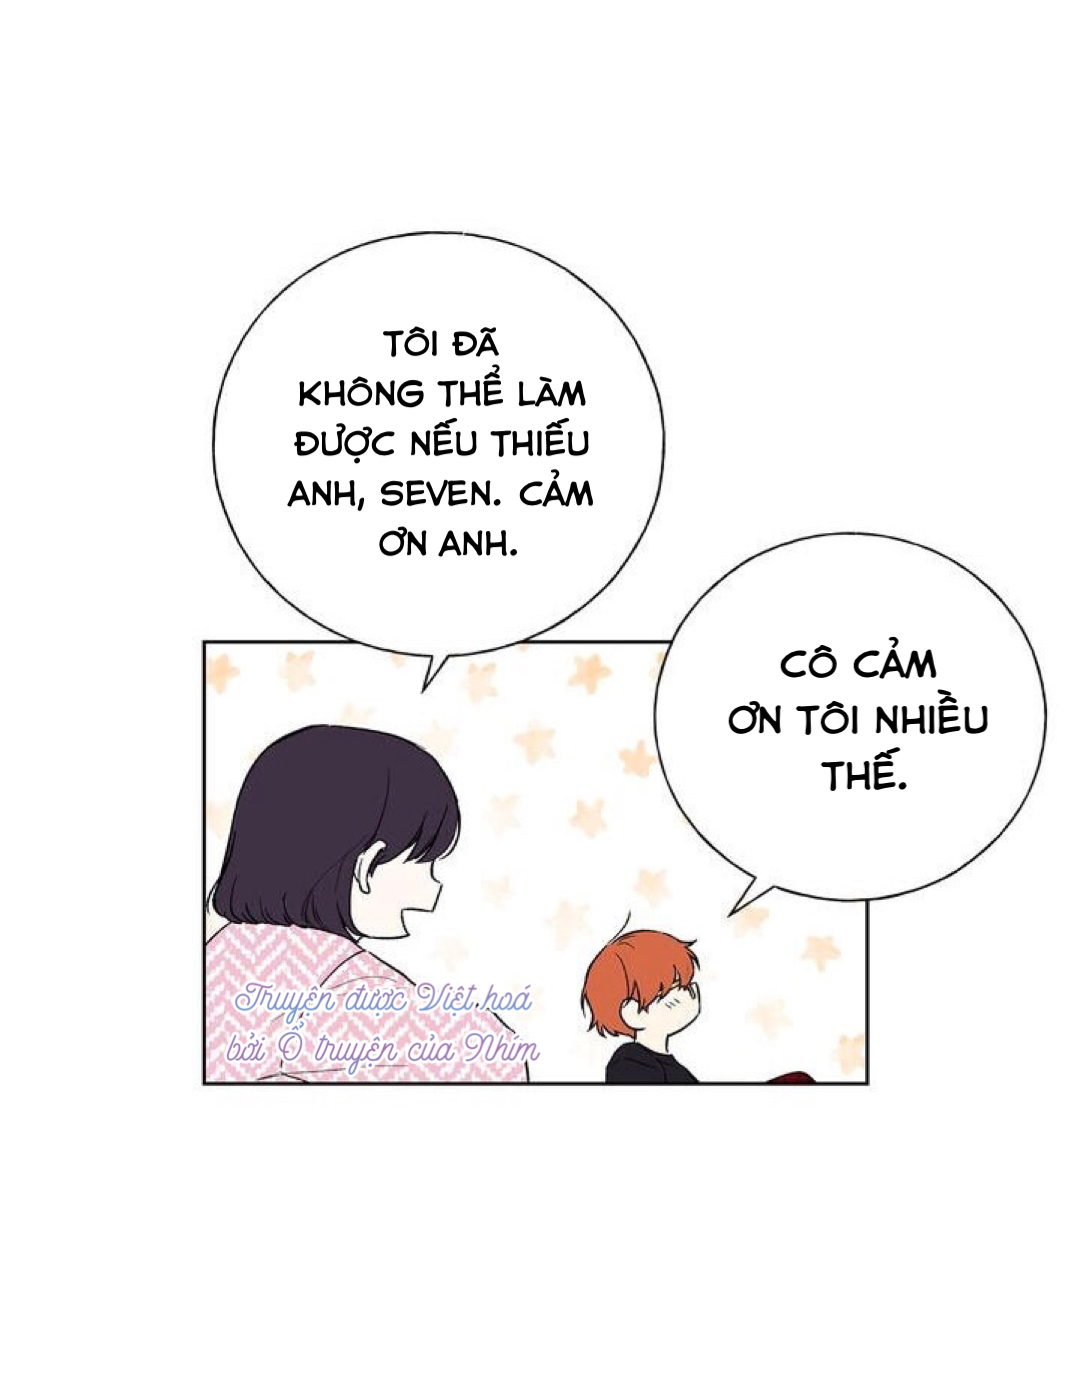 TÔI ĐÃ
KHÔNG THỂ LÀM
ĐƯỢC NẾU THIẾU
ANH, SEVEN. CẢM
ƠN ANH.
CÔ CẢM
ƠN TÔI NHIỀU
THẾ.
Truyện được Việt hoá
bởi Ổ truyện của Nhím